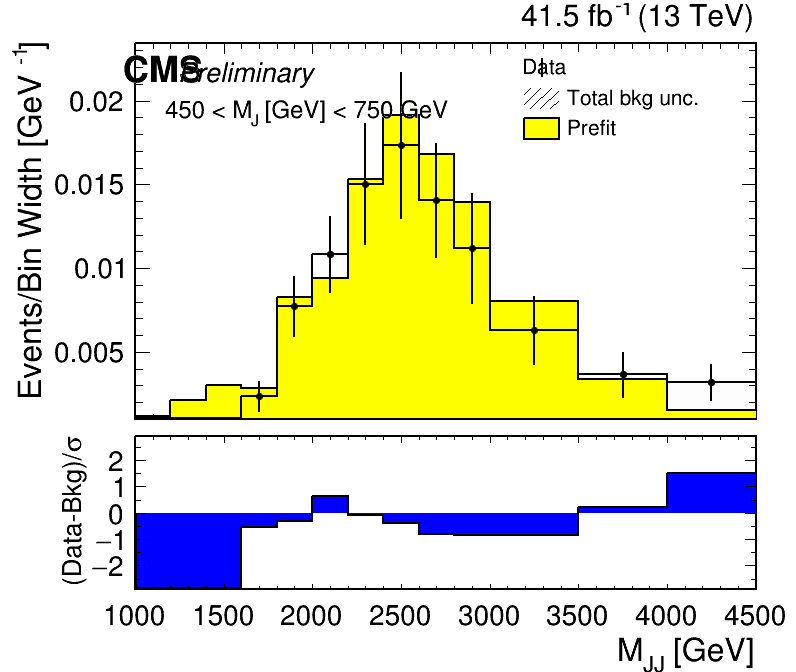 41.5 fb⁻¹ (13 TeV)
CMS Preliminary
450 < M_J [GeV] < 750 GeV
Data
Total bkg unc.
Prefit
Events/Bin Width [GeV⁻¹]
0.02
0.015
0.01
0.005
(Data-Bkg)/σ
2
1
0
−1
−2
1000 1500 2000 2500 3000 3500 4000 4500
M_JJ [GeV]